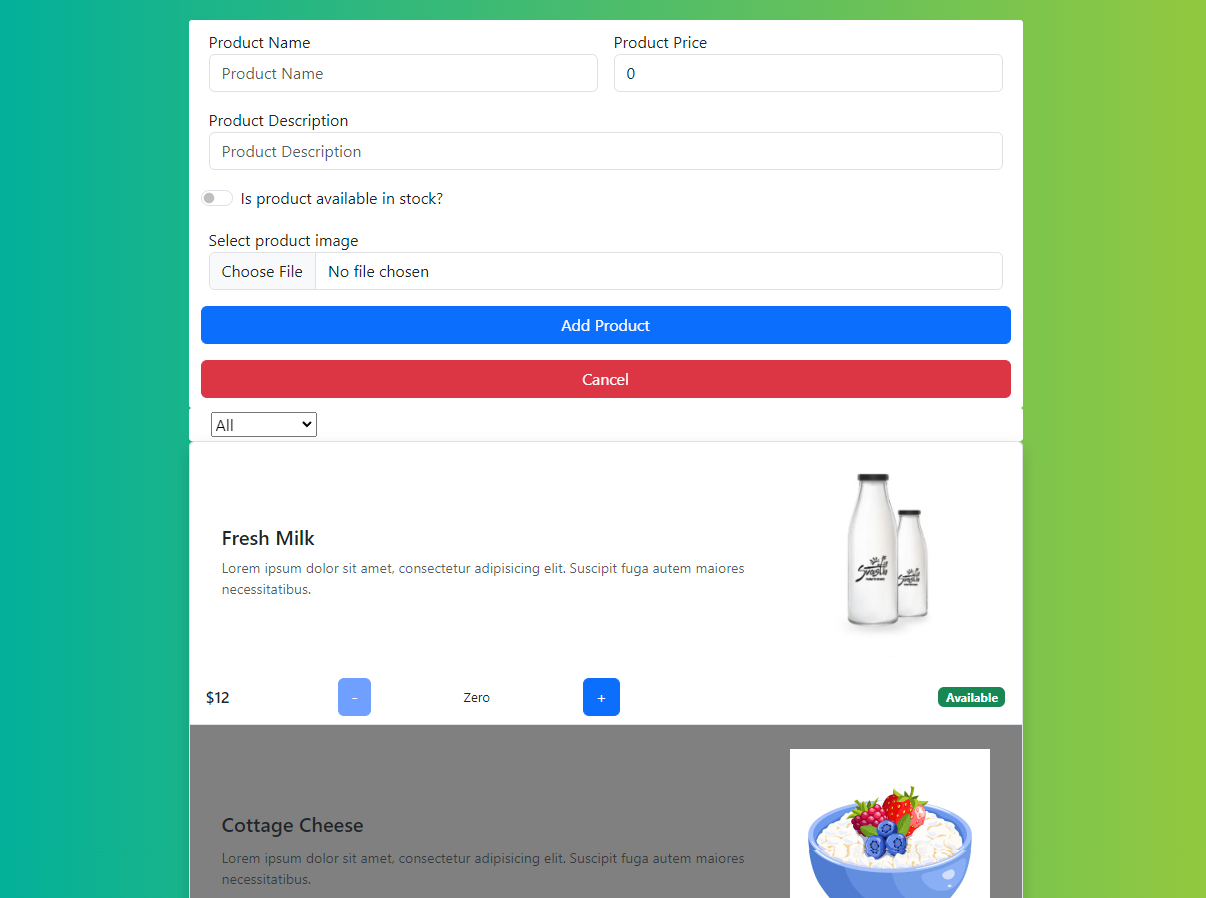 Product Name
Product Price
Product Name
0
Product Description
Product Description
Is product available in stock?
Select product image
Choose File
No file chosen
Add Product
Cancel
All
Fresh Milk
Lorem ipsum dolor sit amet, consectetur adipisicing elit. Suscipit fuga autem maiores
necessitatibus.
$12
-
Zero
+
Available
Cottage Cheese
Lorem ipsum dolor sit amet, consectetur adipisicing elit. Suscipit fuga autem maiores
necessitatibus.